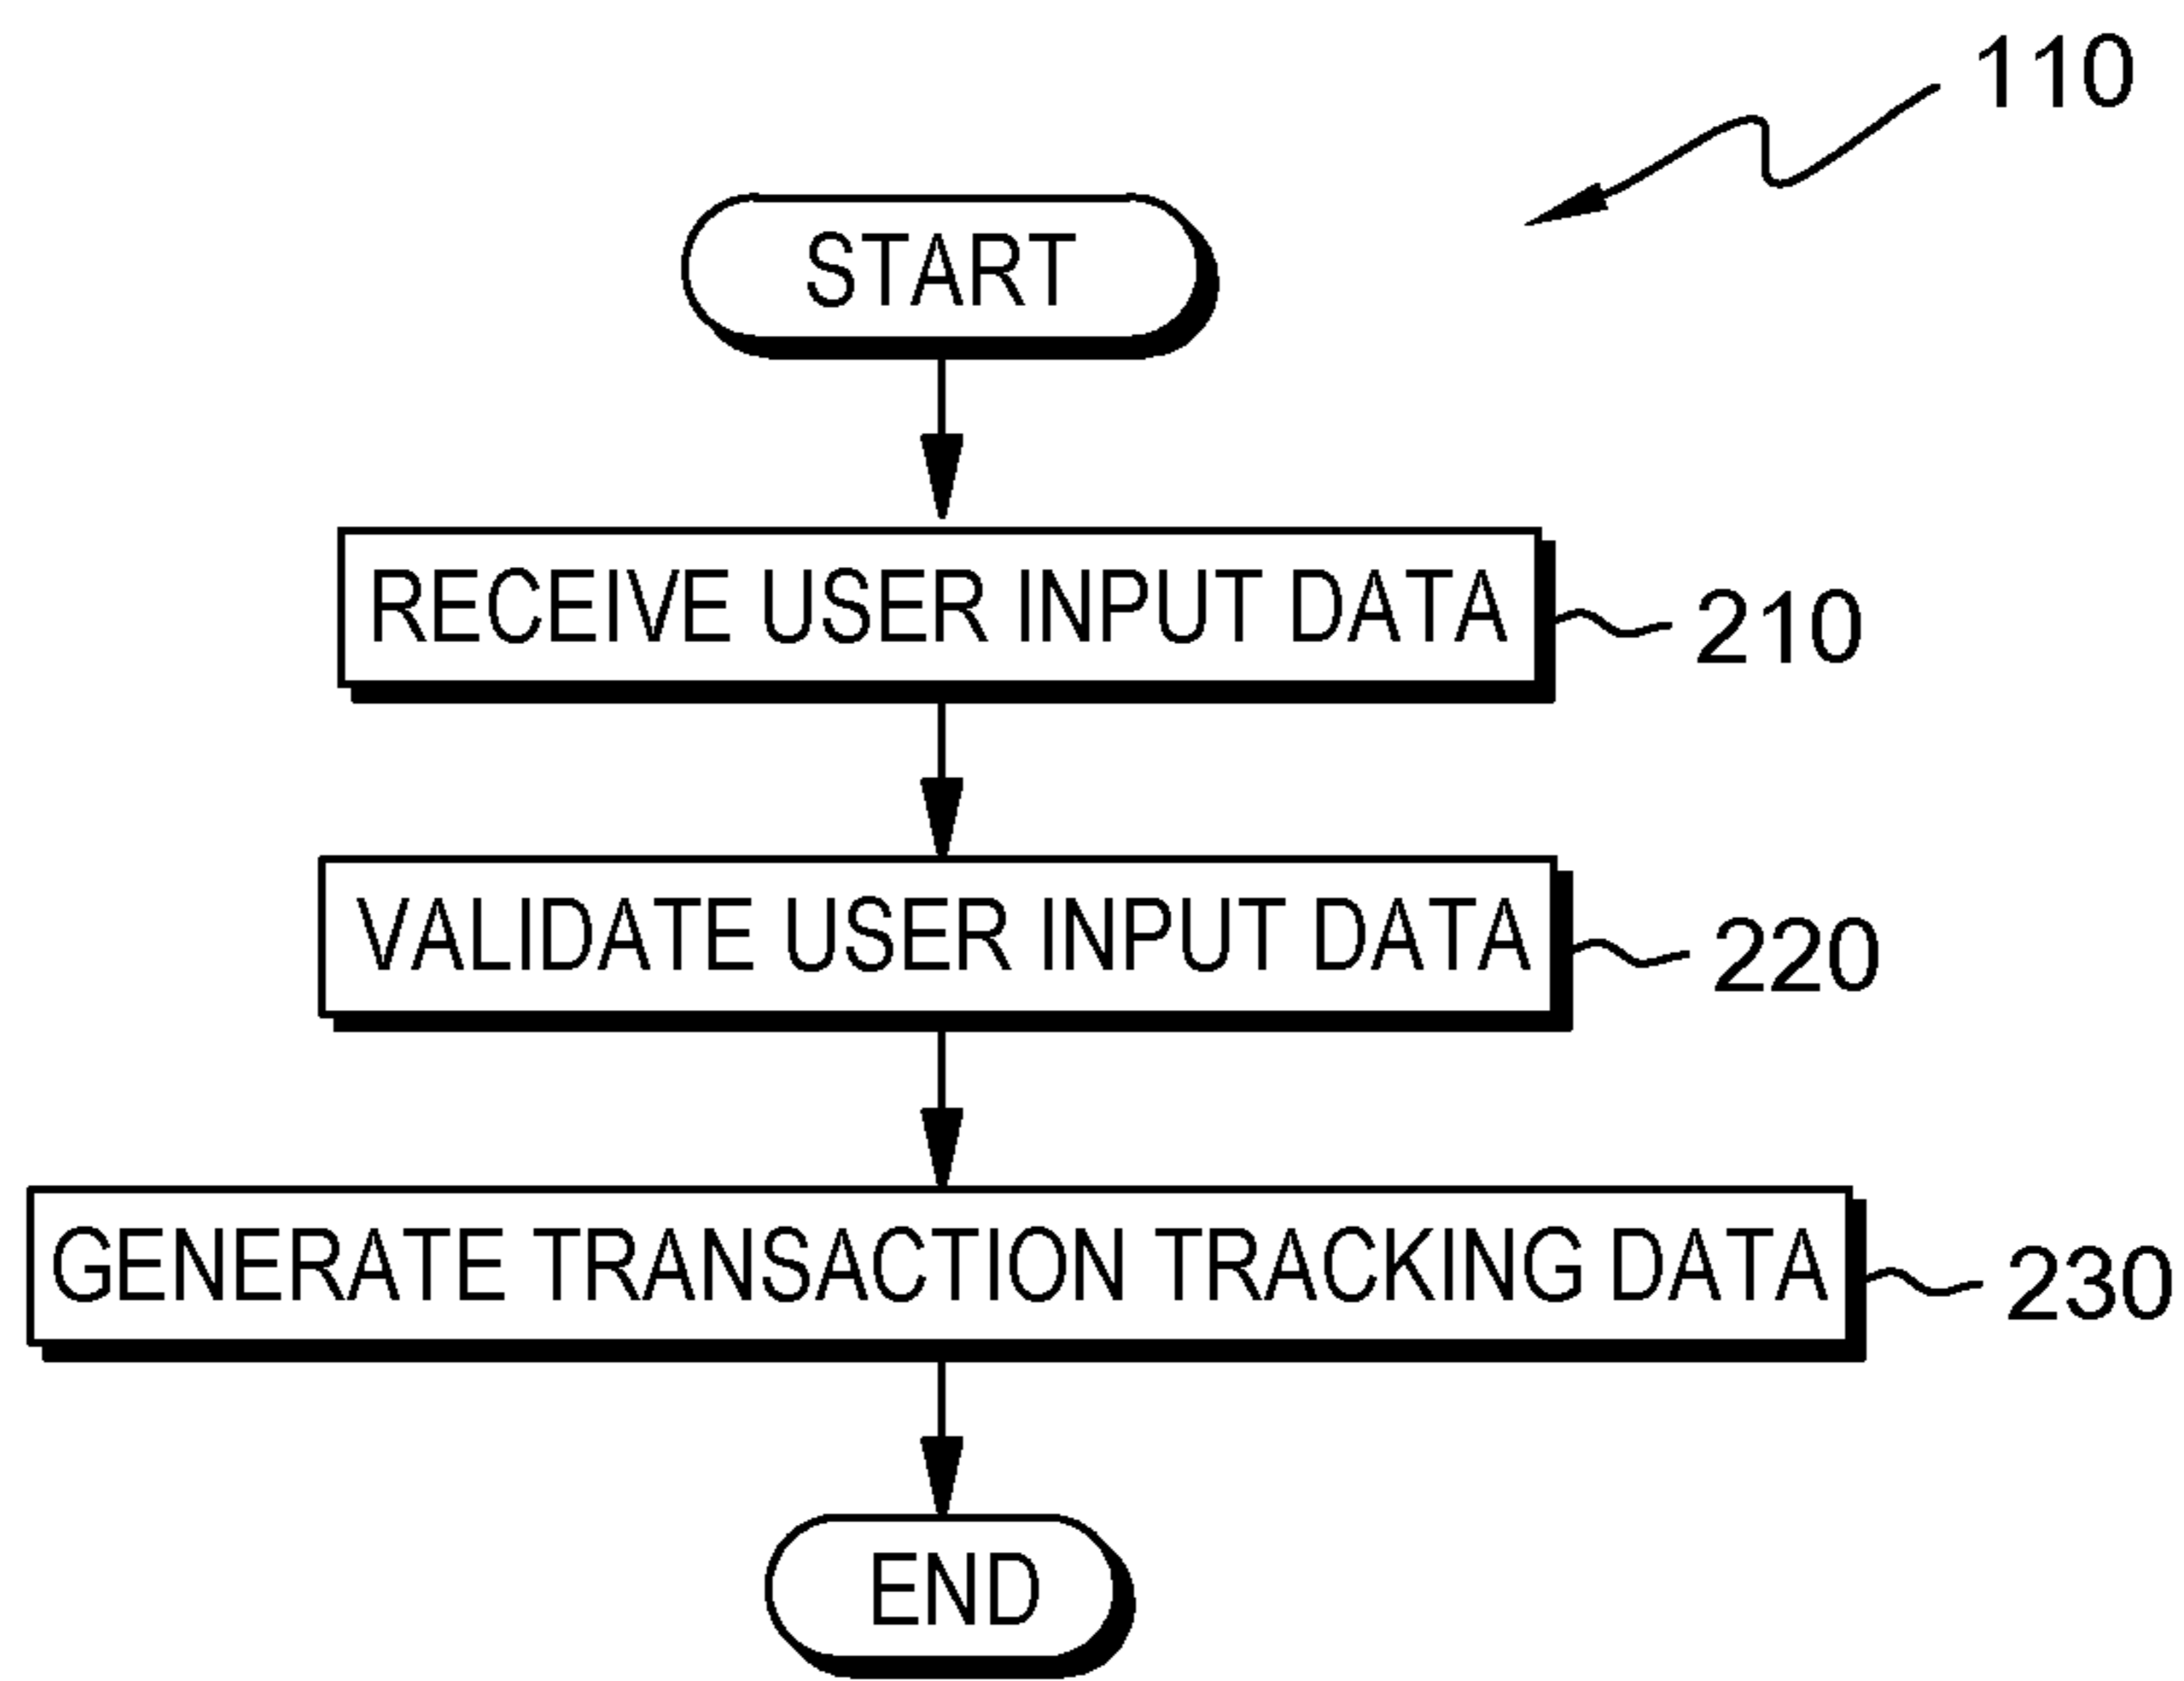 110
START
RECEIVE USER INPUT DATA 210
VALIDATE USER INPUT DATA 220
GENERATE TRANSACTION TRACKING DATA 230
END